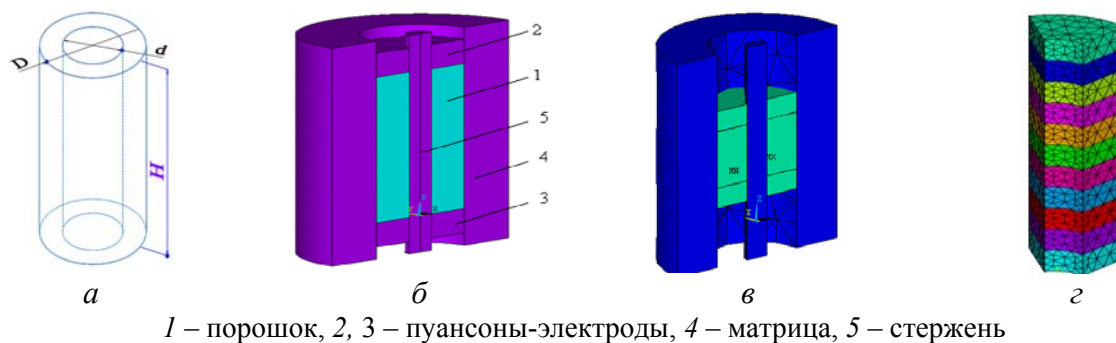 D
d
H
2
1
5
4
3
MN
MX
Z
X
Z
а
б
в
г
1 – порошок, 2, 3 – пуансоны-электроды, 4 – матрица, 5 – стержень